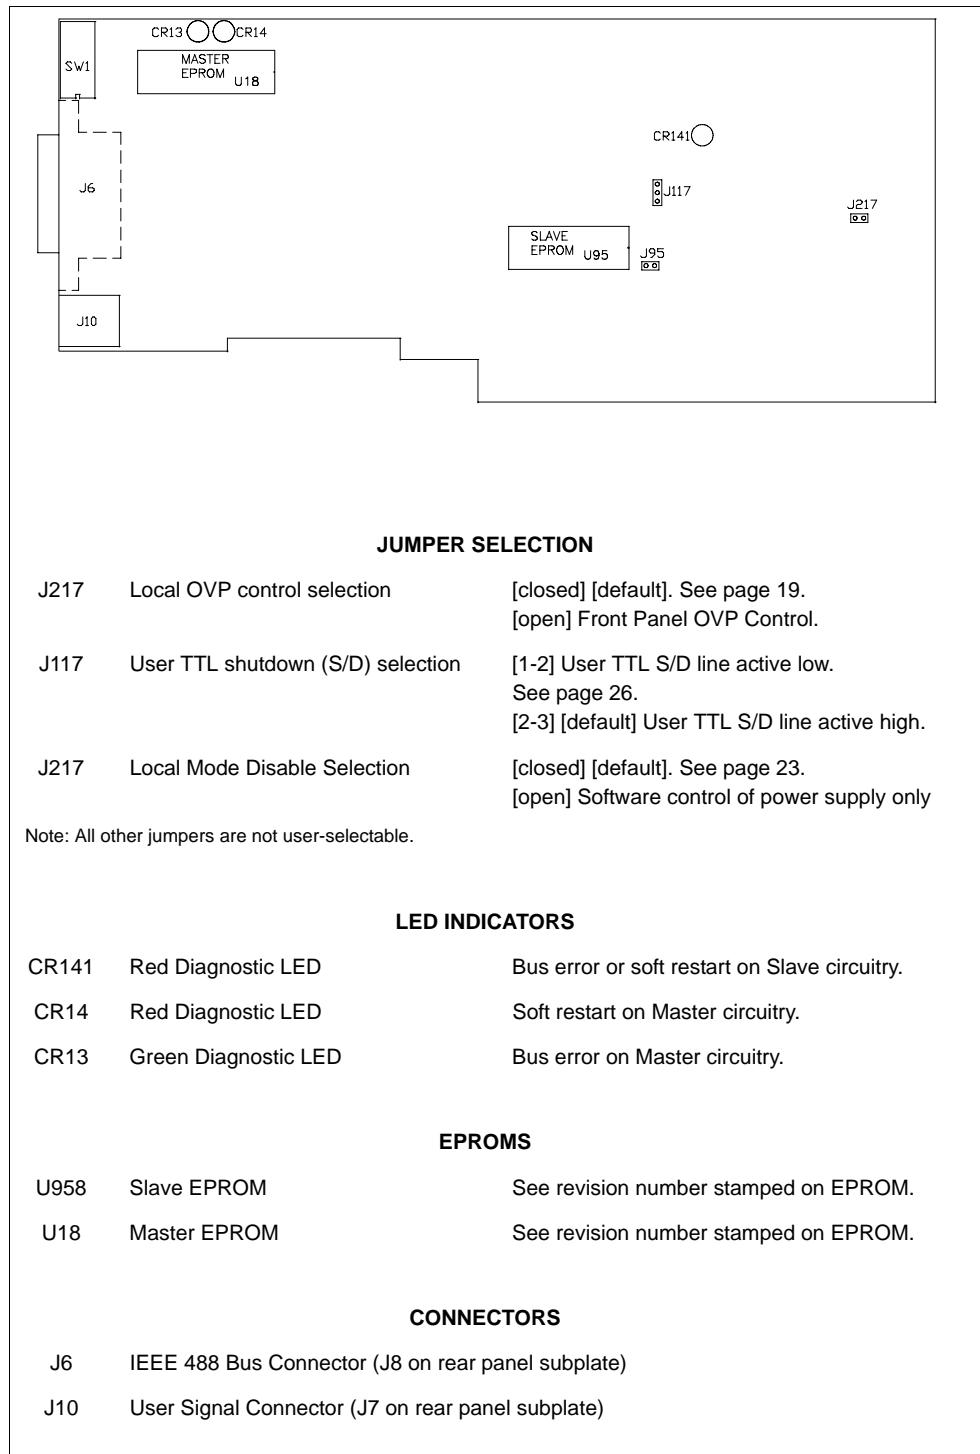 CR13 CR14
SW1
MASTER
EPROM U18
CR141
J6
J117
J217
SLAVE
EPROM U95
J95
J10
JUMPER SELECTION
J217 Local OVP control selection [closed] [default]. See page 19.
[open] Front Panel OVP Control.
J117 User TTL shutdown (S/D) selection [1-2] User TTL S/D line active low.
See page 26.
[2-3] [default] User TTL S/D line active high.
J217 Local Mode Disable Selection [closed] [default]. See page 23.
[open] Software control of power supply only
Note: All other jumpers are not user-selectable.
LED INDICATORS
CR141 Red Diagnostic LED Bus error or soft restart on Slave circuitry.
CR14 Red Diagnostic LED Soft restart on Master circuitry.
CR13 Green Diagnostic LED Bus error on Master circuitry.
EPROMS
U958 Slave EPROM See revision number stamped on EPROM.
U18 Master EPROM See revision number stamped on EPROM.
CONNECTORS
J6 IEEE 488 Bus Connector (J8 on rear panel subplate)
J10 User Signal Connector (J7 on rear panel subplate)